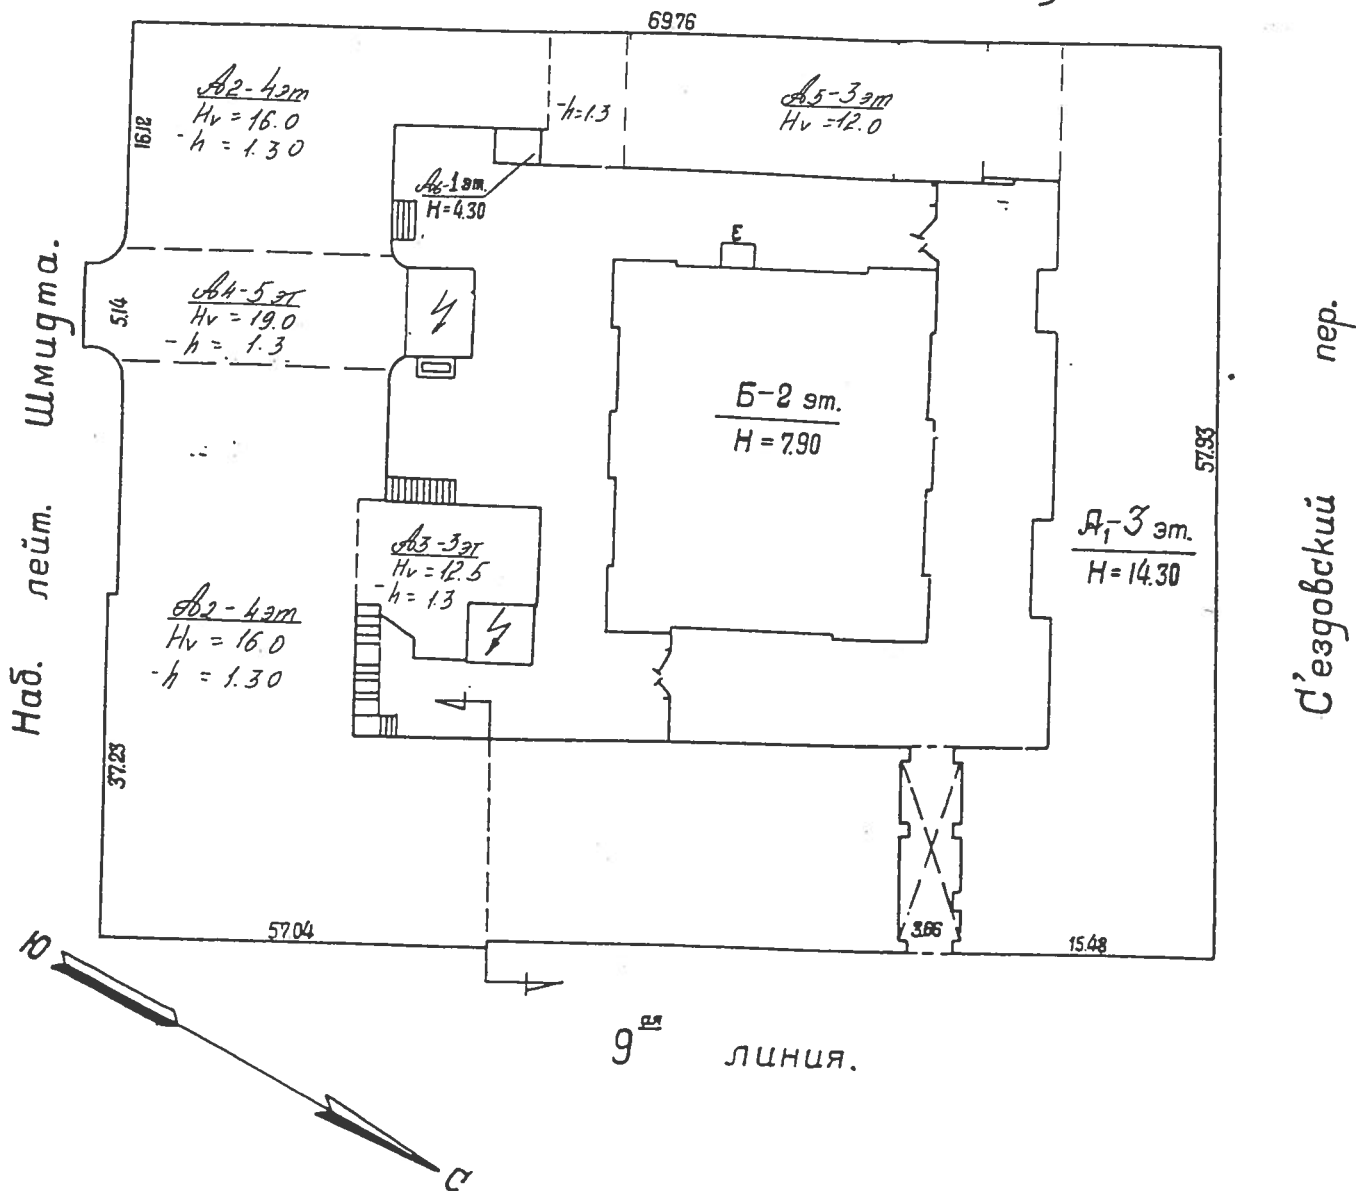 69.76
А2-4эт
Hv = 16.0
-h = 1.30
16.12
-h=1.3
А5-3эт
Hv =12.0
А6-1эт.
H=4.30
Наб. лейт. Шмидта.
5.14
А4-5эт
Hv = 19.0
-h = 1.3
Б-2 эт.
H = 7.90
57.93
С'ездовский пер.
А1-3 эт.
H = 14.30
А3-3эт
Hv = 12.5
-h = 1.3
А2-4эт
Hv = 16.0
-h = 1.30
37.23
57.04
3.66
15.48
Ю
9ая линия.
С